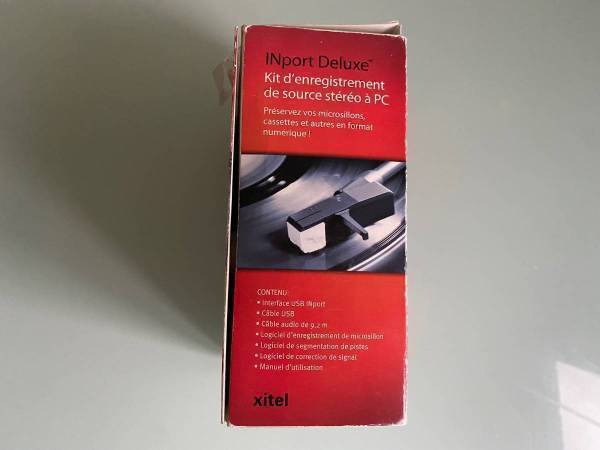 INport Deluxe™
Kit d'enregistrement
de source stéréo à PC
Préservez vos microsillons,
cassettes et autres en format
numérique !
CONTENU:
• Interface USB INport
• Câble USB
• Câble audio de 9,2 m
• Logiciel d'enregistrement de microsillon
• Logiciel de segmentation de pistes
• Logiciel de correction de signal
• Manuel d'utilisation
xitel